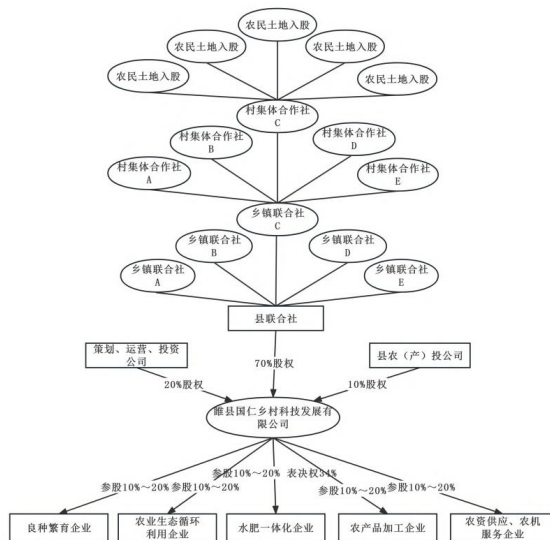 农民土地入股
农民土地入股
农民土地入股
农民土地入股
农民土地入股
村集体合作社
C
村集体合作社
B
村集体合作社
D
村集体合作社
A
村集体合作社
E
乡镇联合社
C
乡镇联合社
B
乡镇联合社
D
乡镇联合社
A
乡镇联合社
E
县联合社
策划、运营、投资
公司
70%股权
县农（产）投公司
20%股权
10%股权
睢县国仁乡村科技发展有
限公司
参股10%～20%
参股10%～20%
参股10%～20%
表决权34%
参股10%～20%
参股10%～20%
良种繁育企业
农业生态循环
利用企业
水肥一体化企业
农产品加工企业
农资供应、农机
服务企业